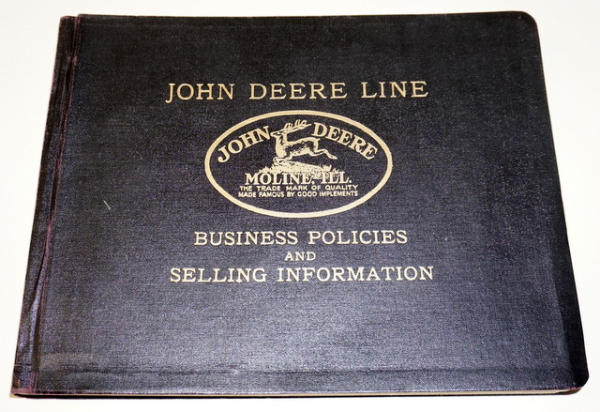 JOHN DEERE LINE
JOHN DEERE
MOLINE, ILL.
THE TRADE MARK OF QUALITY
MADE FAMOUS BY GOOD IMPLEMENTS
BUSINESS POLICIES
AND
SELLING INFORMATION